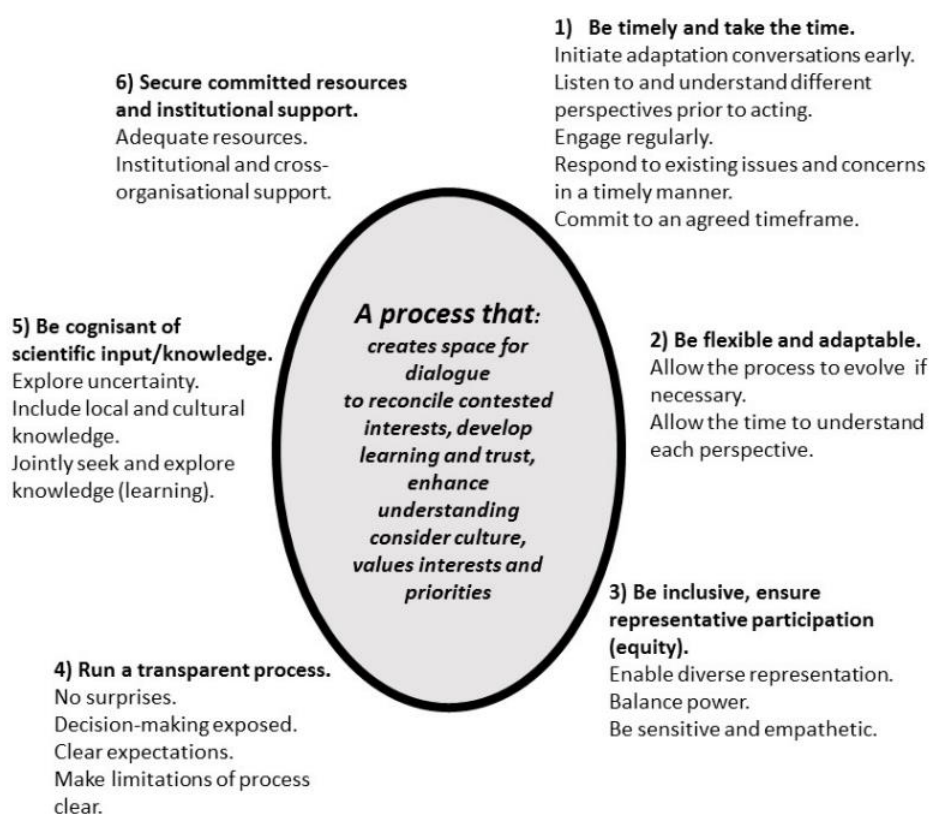 1) Be timely and take the time.
Initiate adaptation conversations early.
Listen to and understand different
perspectives prior to acting.
Engage regularly.
Respond to existing issues and concerns
in a timely manner.
Commit to an agreed timeframe.
2) Be flexible and adaptable.
Allow the process to evolve if
necessary.
Allow the time to understand
each perspective.
3) Be inclusive, ensure
representative participation
(equity).
Enable diverse representation.
Balance power.
Be sensitive and empathetic.
4) Run a transparent process.
No surprises.
Decision-making exposed.
Clear expectations.
Make limitations of process
clear.
5) Be cognisant of
scientific input/knowledge.
Explore uncertainty.
Include local and cultural
knowledge.
Jointly seek and explore
knowledge (learning).
6) Secure committed resources
and institutional support.
Adequate resources.
Institutional and cross-
organisational support.
A process that:
creates space for
dialogue
to reconcile contested
interests, develop
learning and trust,
enhance
understanding
consider culture,
values interests and
priorities